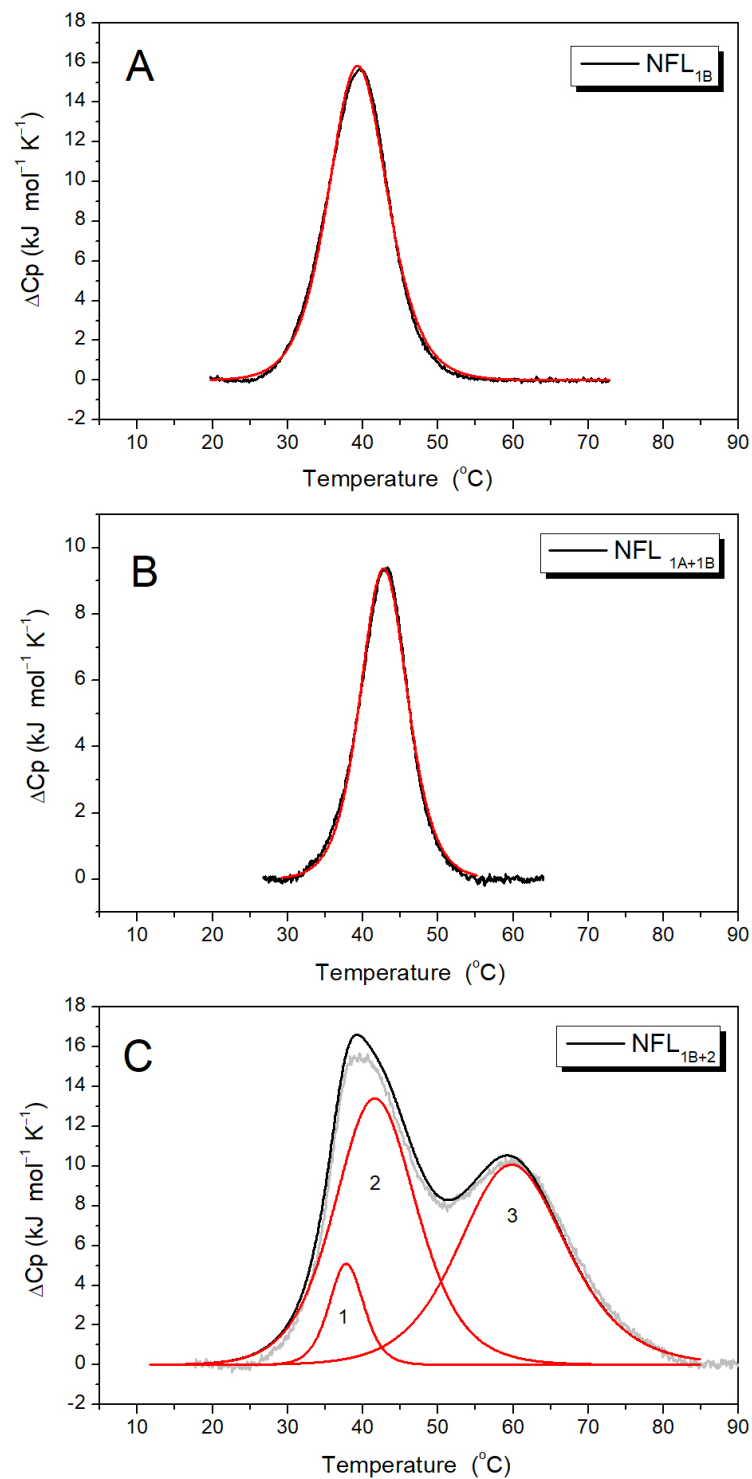 A
NFL1B
ΔCp (kJ mol⁻¹ K⁻¹)
18
16
14
12
10
8
6
4
2
0
-2
10 20 30 40 50 60 70 80 90
Temperature (°C)
B
NFL 1A+1B
ΔCp (kJ mol⁻¹ K⁻¹)
10
8
6
4
2
0
10 20 30 40 50 60 70 80 90
Temperature (°C)
C
NFL1B+2
ΔCp (kJ mol⁻¹ K⁻¹)
18
16
14
12
10
8
6
4
2
0
-2
2
3
1
10 20 30 40 50 60 70 80 90
Temperature (°C)